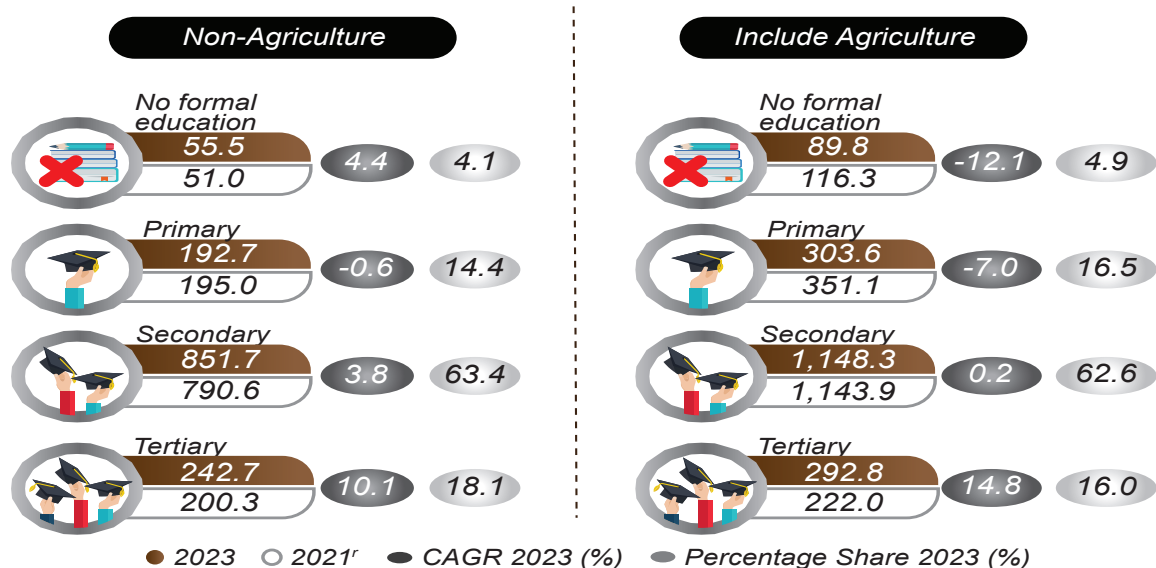 Non-Agriculture
No formal
education
55.5
51.0
4.4
4.1
Primary
192.7
195.0
-0.6
14.4
Secondary
851.7
790.6
3.8
63.4
Tertiary
242.7
200.3
10.1
18.1
Include Agriculture
No formal
education
89.8
116.3
-12.1
4.9
Primary
303.6
351.1
-7.0
16.5
Secondary
1,148.3
1,143.9
0.2
62.6
Tertiary
292.8
222.0
14.8
16.0
2023 2021ʳ CAGR 2023 (%) Percentage Share 2023 (%)